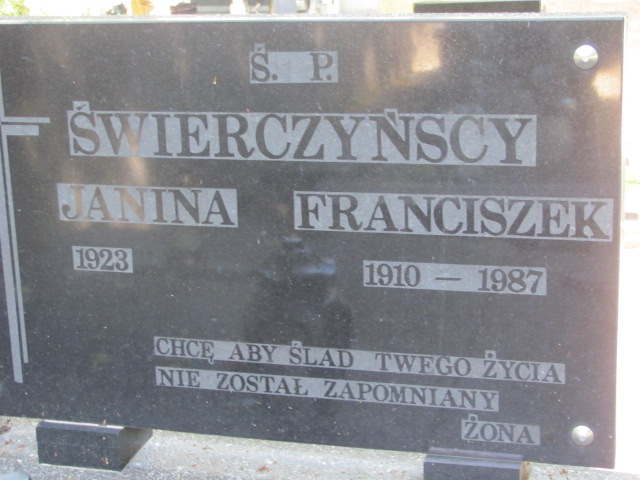 Ś. P.
ŚWIERCZYŃSCY
JANINA FRANCISZEK
1923 1910 – 1987
CHCĘ ABY ŚLAD TWEGO ŻYCIA
NIE ZOSTAŁ ZAPOMNIANY
ŻONA